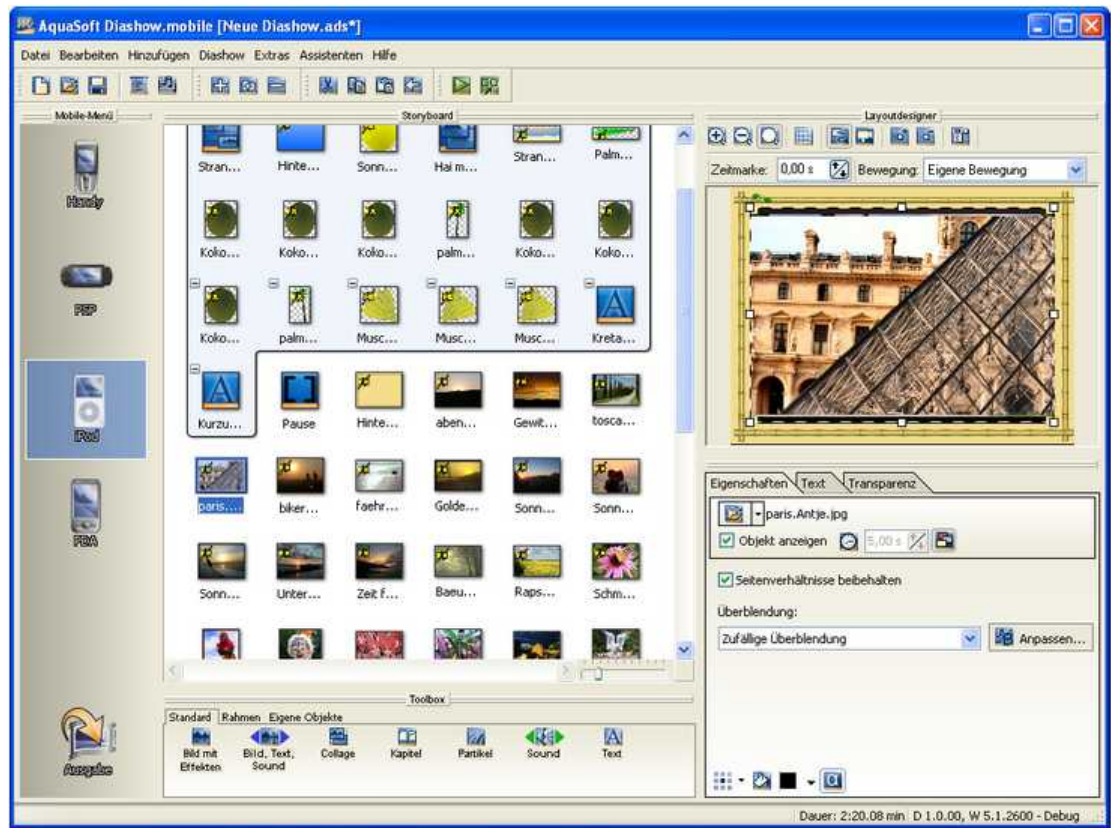 AquaSoft Diashow.mobile [Neue Diashow.ads*]
Datei Bearbeiten Hinzufügen Diashow Extras Assistenten Hilfe
Mobile-Menü
Handy
PSP
iPod
PDA
Ausgabe
Storyboard
Stran... Hinte... Sonn... Hai m... Stran... Palm...
Koko... Koko... Koko... palm... Koko... Koko...
Koko... palm... Musc... Musc... Musc... Kreta...
Kurzu... Pause Hinte... aben... Gewit... tosca...
paris.... biker... faehr... Golde... Sonn... Sonn...
Sonn... Unter... Zeit f... Baeu... Raps... Schm...
Toolbox
Standard Rahmen Eigene Objekte
Bild mit Effekten
Bild, Text, Sound
Collage
Kapitel
Partikel
Sound
Text
Layoutdesigner
Zeitmarke: 0,00 s Bewegung: Eigene Bewegung
Eigenschaften Text Transparenz
paris.Antje.jpg
Objekt anzeigen 5,00 s
Seitenverhältnisse beibehalten
Überblendung:
Zufällige Überblendung Anpassen...
Dauer: 2:20.08 min D 1.0.00, W 5.1.2600 - Debug